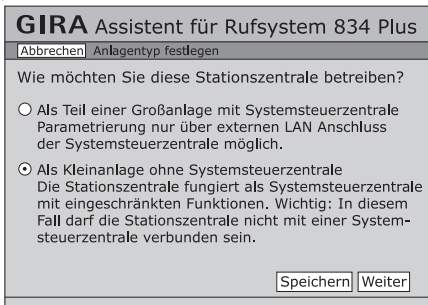 GIRA Assistent für Rufsystem 834 Plus
Abbrechen Anlagentyp festlegen
Wie möchten Sie diese Stationszentrale betreiben?
Als Teil einer Großanlage mit Systemsteuerzentrale
Parametrierung nur über externen LAN Anschluss
der Systemsteuerzentrale möglich.
Als Kleinanlage ohne Systemsteuerzentrale
Die Stationszentrale fungiert als Systemsteuerzentrale
mit eingeschränkten Funktionen. Wichtig: In diesem
Fall darf die Stationszentrale nicht mit einer System-
steuerzentrale verbunden sein.
Speichern Weiter